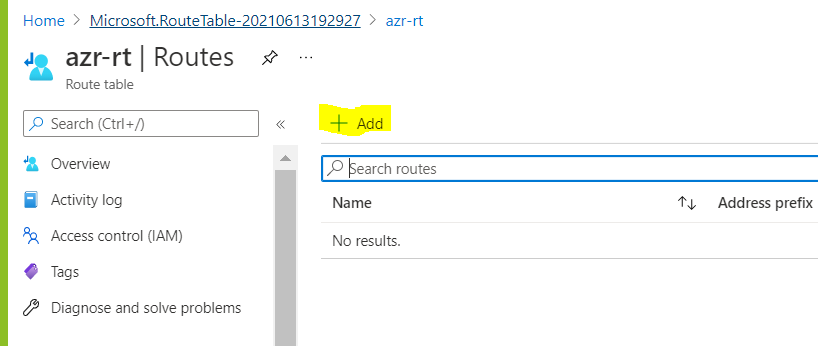 Home > Microsoft.RouteTable-20210613192927 > azr-rt
azr-rt | Routes ...
Route table
Search (Ctrl+/) «
+ Add
Overview
Activity log
Access control (IAM)
Tags
Diagnose and solve problems
Search routes
Name ↑↓ Address prefix
No results.